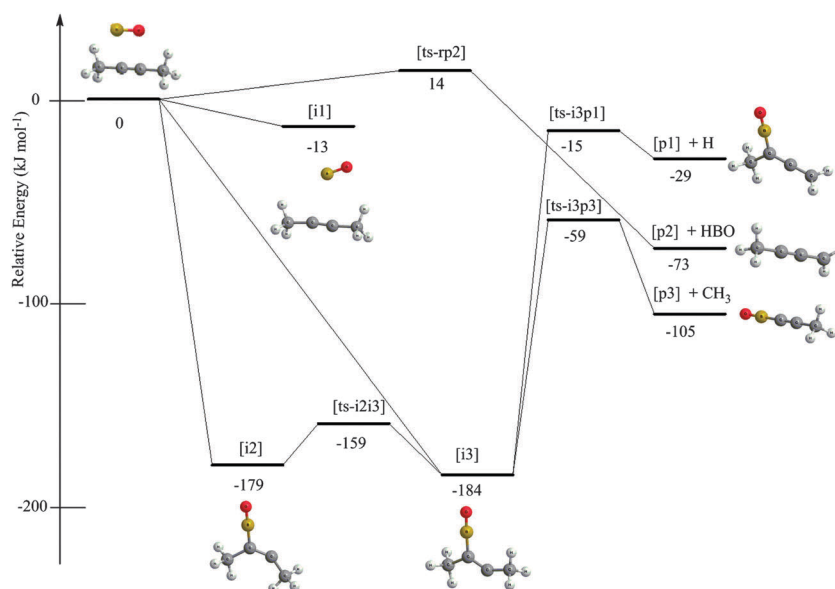 [ts-rp2]
14
0
0
[i1]
-13
[ts-i3p1]
-15
[p1] + H
-29
[ts-i3p3]
-59
[p2] + HBO
-73
[p3] + CH₃
-105
Relative Energy (kJ mol⁻¹)
-100
[ts-i2i3]
-159
[i2]
-179
[i3]
-184
-200